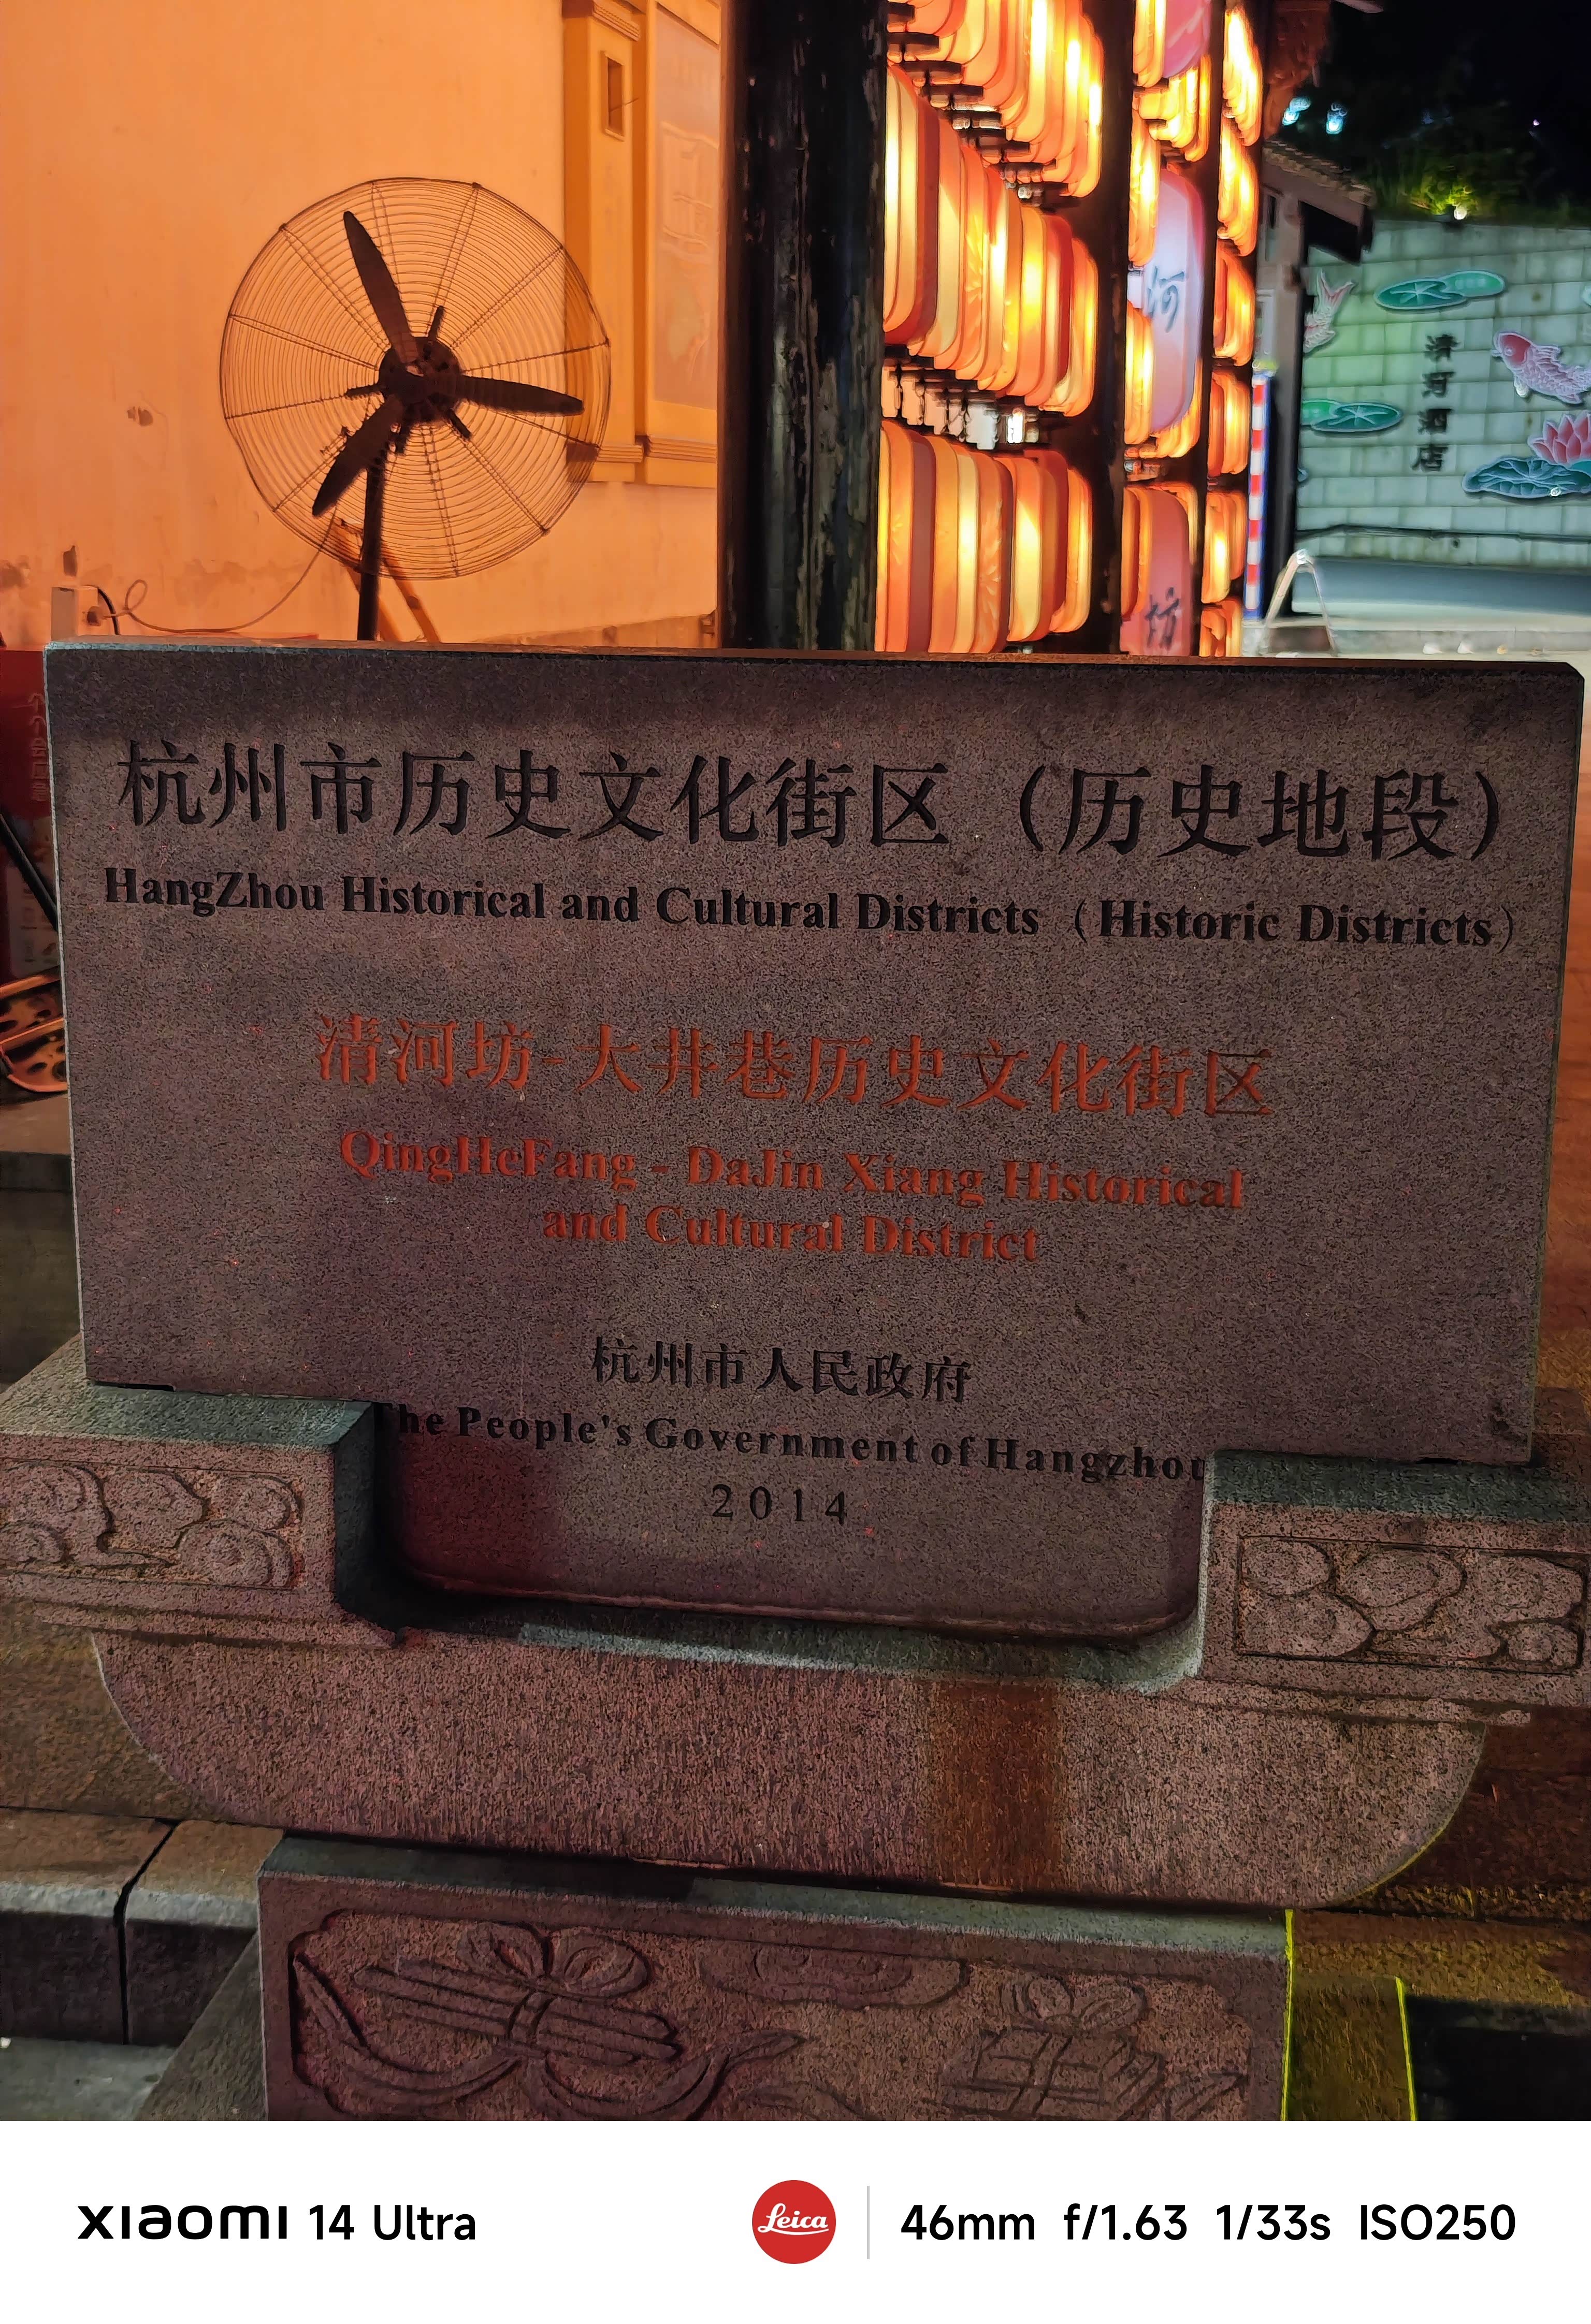 河
坊
清河酒店
杭州市历史文化街区（历史地段）
HangZhou Historical and Cultural Districts（Historic Districts）
清河坊-大井巷历史文化街区
QingHeFang - DaJin Xiang Historical
and Cultural District
杭州市人民政府
The People's Government of Hangzhou
2014
xiaomi 14 Ultra
Leica
46mm f/1.63 1/33s ISO250